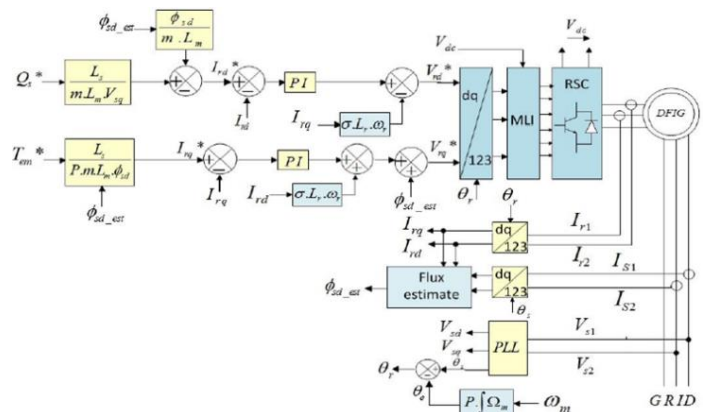 ϕsd_est
ϕsd
m .Lm
Vdc
Vdc
Qs*
Ls
m.Lm.Vsq
+
−
Ird*
+
−
PI
+
−
Vrd*
dq
123
MLI
RSC
DFIG
Ird
Irq
σ.Lr.ωr
Tem*
Ls
P.m.Lm.ϕsd
Irq*
+
−
PI
+
+
+
+
Vrq*
Irq
Ird
σ.Lr.ωr
ϕsd_est
ϕsd_est
θr
θr
Irq
Ird
dq
123
Ir1
Ir2
IS1
Flux
estimate
dq
123
IS2
ϕsd_est
θs
Vsd
Vsq
θs
PLL
Vs1
Vs2
θr
+
−
θe
P.∫Ωm
ωm
G R I D